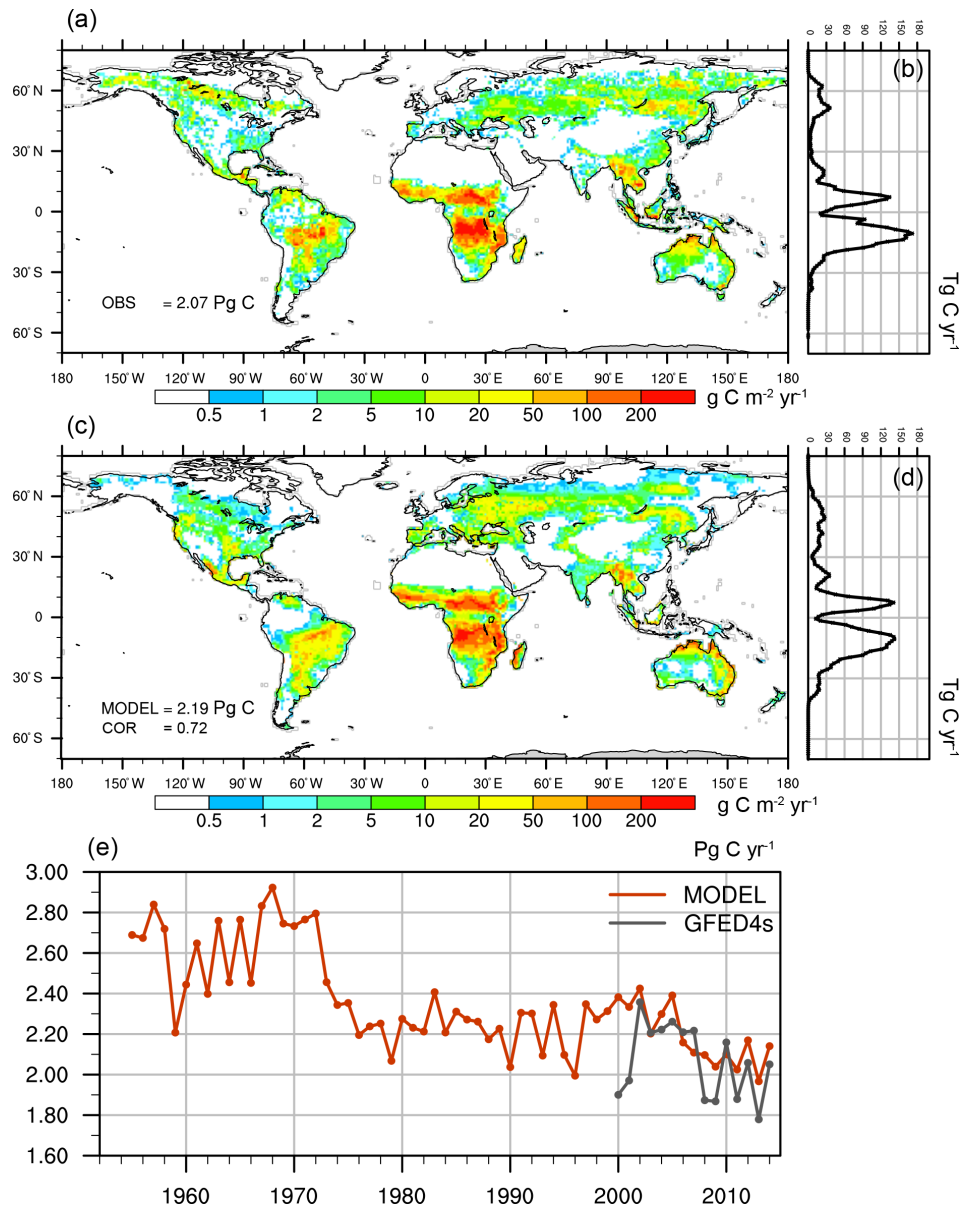 (a)
(b)
0 30 60 90 120 150 180
60° N
30° N
0
30° S
60° S
OBS = 2.07 Pg C
Tg C yr⁻¹
180 150° W 120° W 90° W 60° W 30° W 0 30° E 60° E 90° E 120° E 150° E 180
0.5 1 2 5 10 20 50 100 200
g C m⁻² yr⁻¹
(c)
(d)
0 30 60 90 120 150 180
60° N
30° N
0
30° S
60° S
MODEL = 2.19 Pg C
COR = 0.72
Tg C yr⁻¹
180 150° W 120° W 90° W 60° W 30° W 0 30° E 60° E 90° E 120° E 150° E 180
0.5 1 2 5 10 20 50 100 200
g C m⁻² yr⁻¹
(e)
Pg C yr⁻¹
3.00
2.80
2.60
2.40
2.20
2.00
1.80
1.60
MODEL
GFED4s
1960 1970 1980 1990 2000 2010